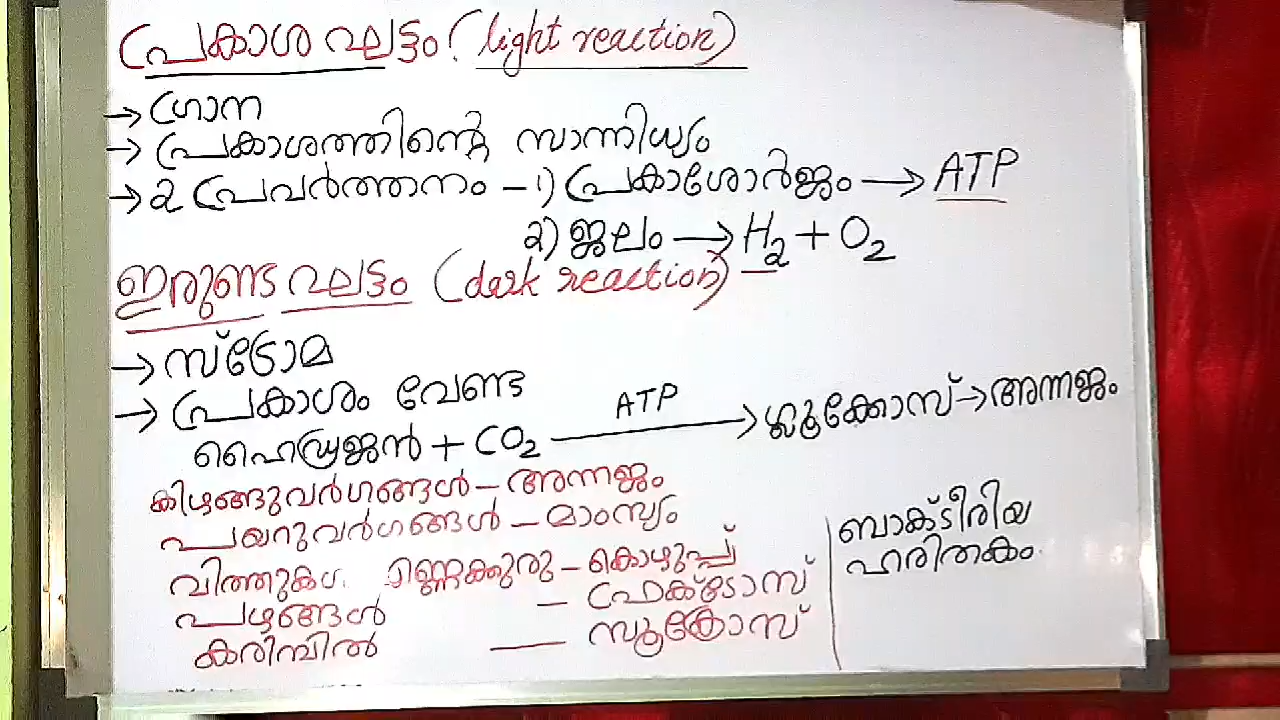 പ്രകാശ ഘട്ടം (light reaction)
→ ഗ്രാന
→ പ്രകാശത്തിന്റെ സാന്നിധ്യം
→ 2 പ്രവർത്തനം – 1) പ്രകാശോർജം → ATP
2) ജലം → H2 + O2
ഇരുണ്ട ഘട്ടം (dark reaction)
→ സ്ട്രോമ
→ പ്രകാശം വേണ്ട
ഹൈഡ്രജൻ + CO2 ATP → ഗ്ലൂക്കോസ് → അന്നജം
കിഴങ്ങുവർഗങ്ങൾ – അന്നജം
പയറുവർഗങ്ങൾ – മാംസ്യം
വിത്തുകൾ എണ്ണക്കുരു – കൊഴുപ്പ്
പഴങ്ങൾ – ഫ്രക്ടോസ്
കരിമ്പിൽ — സൂക്രോസ്
ബാക്ടീരിയ
ഹരിതകം